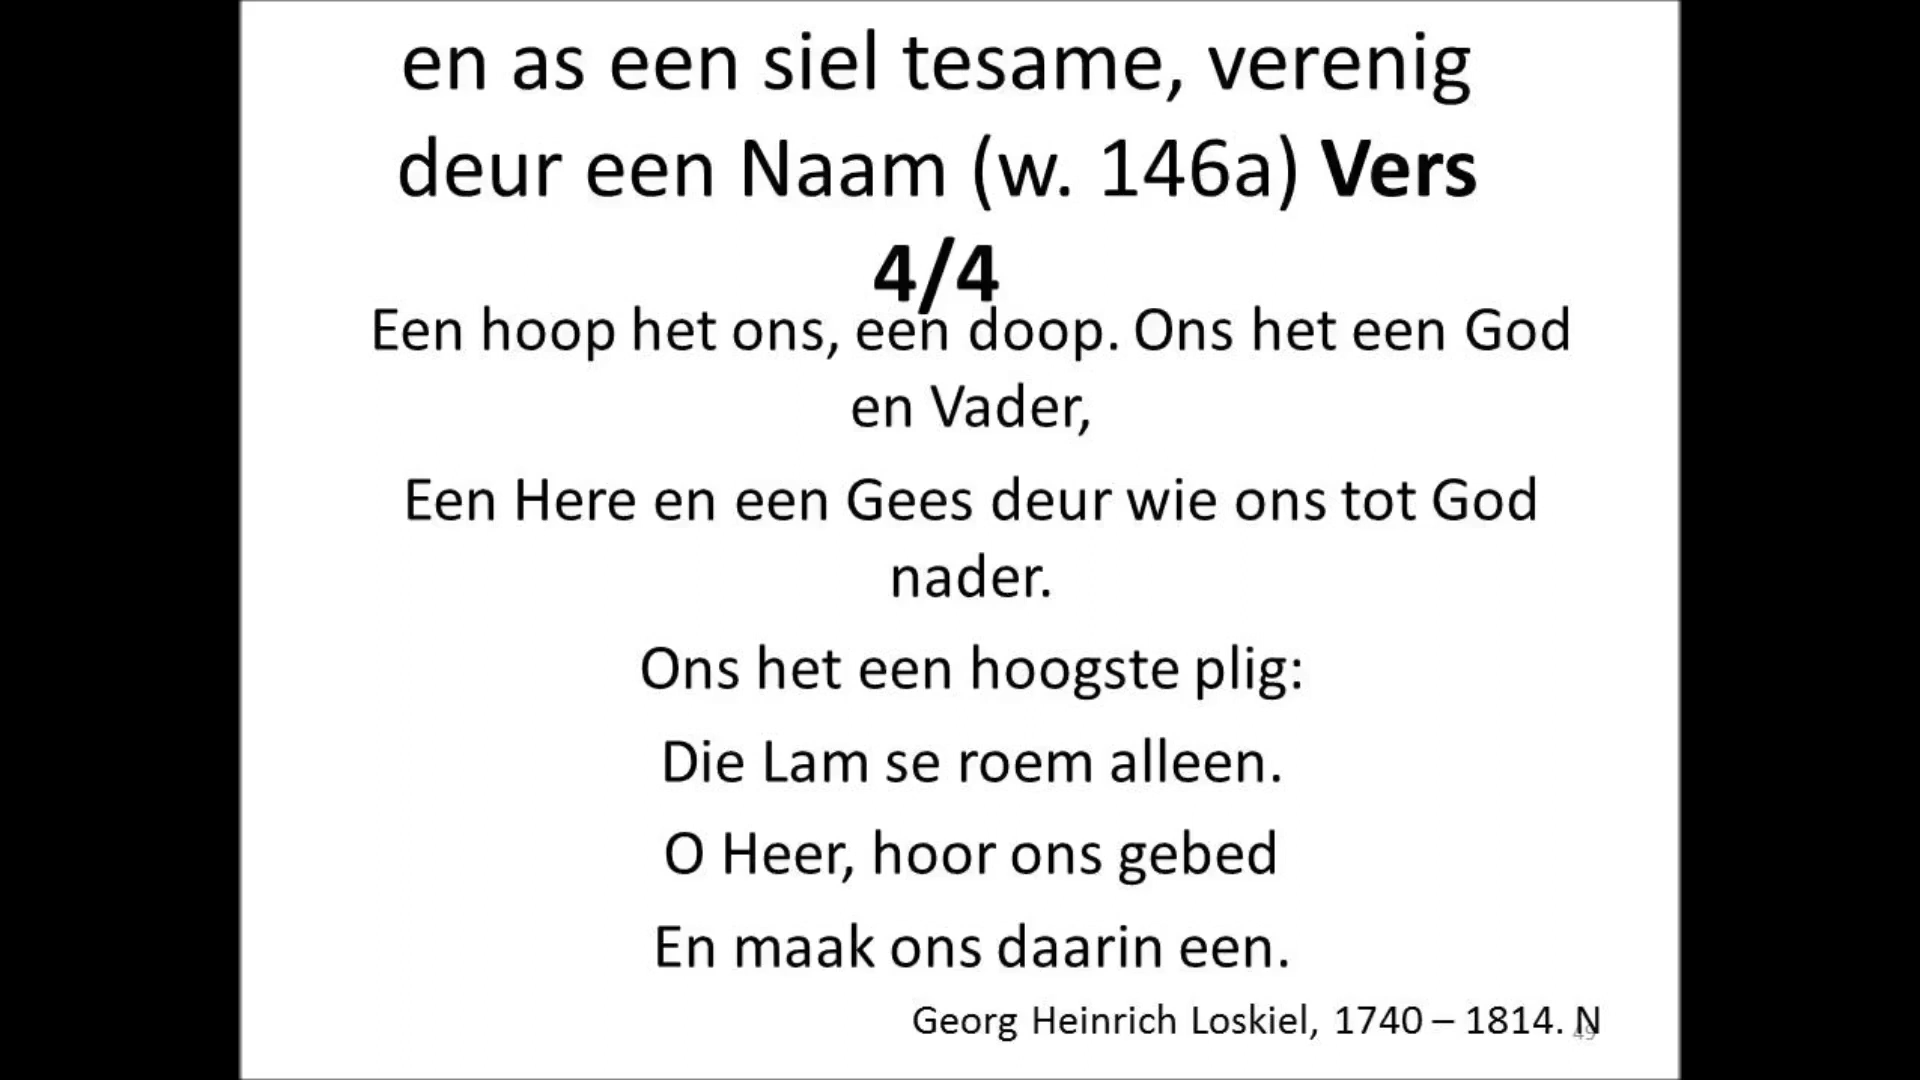 en as een siel tesame, verenig
deur een Naam (w. 146a) Vers
4/4
Een hoop het ons, een doop. Ons het een God
en Vader,
Een Here en een Gees deur wie ons tot God
nader.
Ons het een hoogste plig:
Die Lam se roem alleen.
O Heer, hoor ons gebed
En maak ons daarin een.
Georg Heinrich Loskiel, 1740 – 1814. N
49